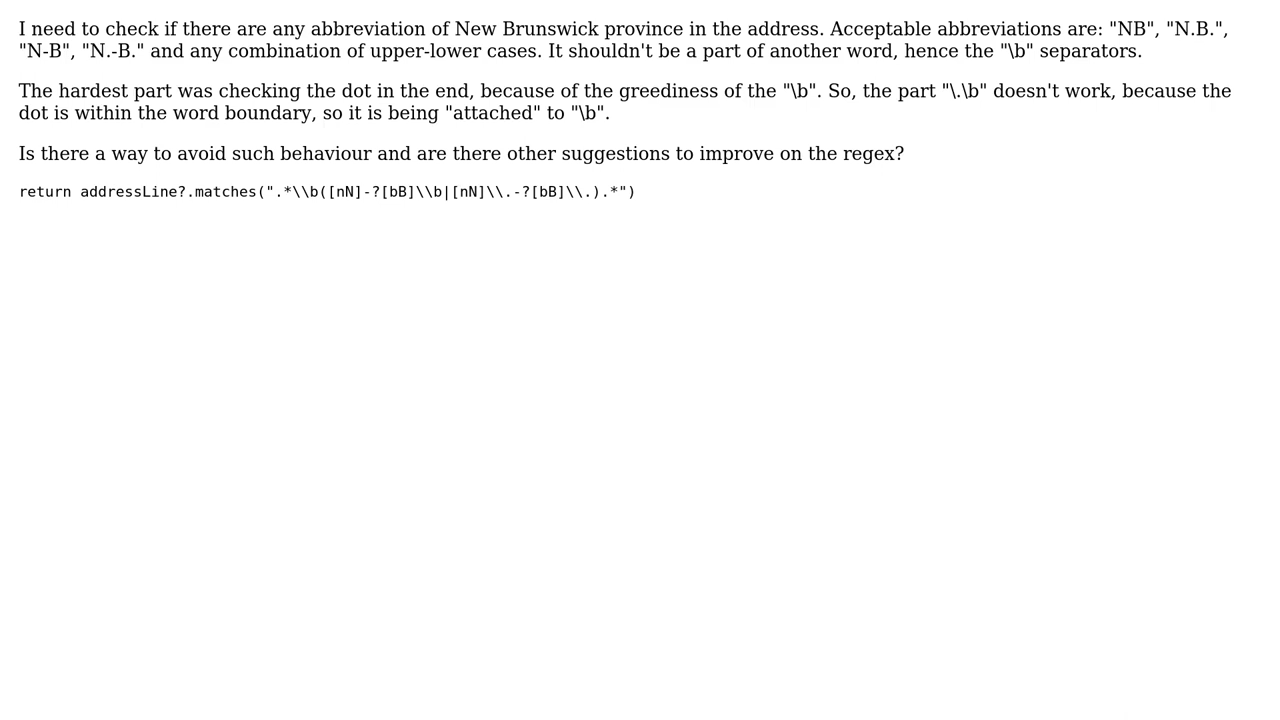 I need to check if there are any abbreviation of New Brunswick province in the address. Acceptable abbreviations are: "NB", "N.B.",
"N-B", "N.-B." and any combination of upper-lower cases. It shouldn't be a part of another word, hence the "\b" separators.
The hardest part was checking the dot in the end, because of the greediness of the "\b". So, the part "\.\b" doesn't work, because the
dot is within the word boundary, so it is being "attached" to "\b".
Is there a way to avoid such behaviour and are there other suggestions to improve on the regex?
return addressLine?.matches(".*\\b([nN]-?[bB]\\b|[nN]\\.-?[bB]\\.).*")